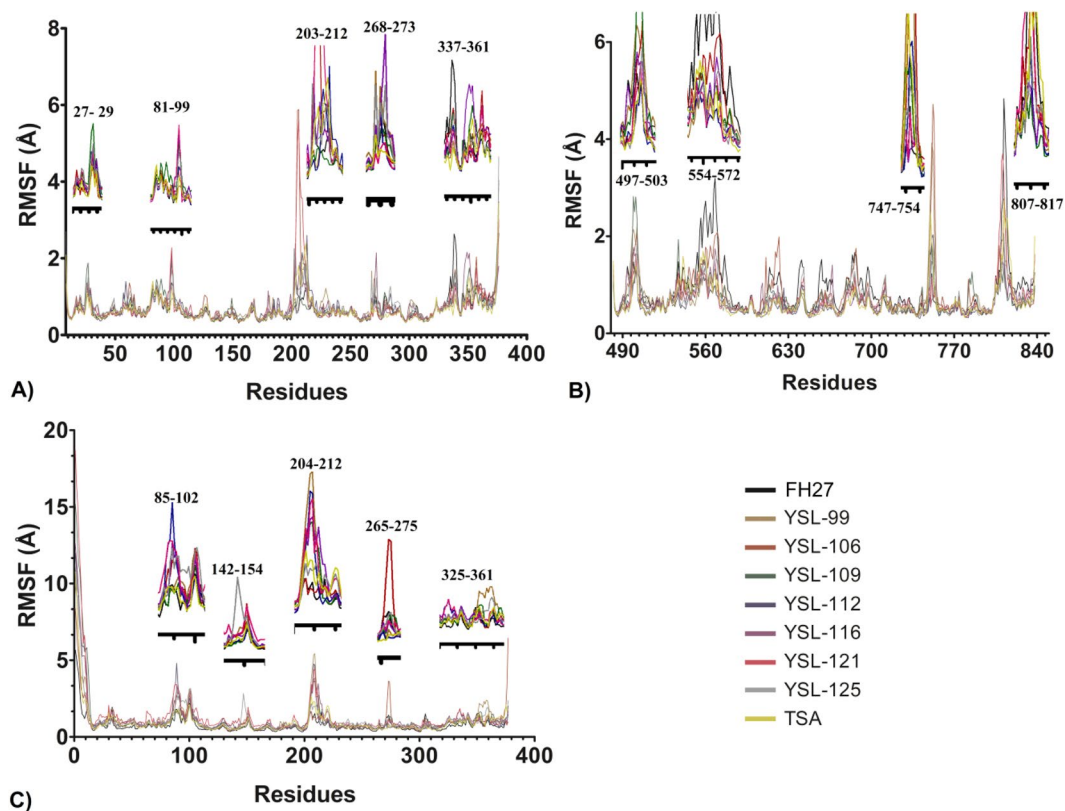 8
6
4
2
0
RMSF (Å)
27- 29
81-99
203-212
268-273
337-361
50
100
150
200
250
300
350
400
Residues
A)
6
4
2
0
RMSF (Å)
497-503
554-572
747-754
807-817
490
560
630
700
770
840
Residues
B)
20
15
10
5
0
RMSF (Å)
85-102
142-154
204-212
265-275
325-361
0
100
200
300
400
Residues
C)
FH27
YSL-99
YSL-106
YSL-109
YSL-112
YSL-116
YSL-121
YSL-125
TSA